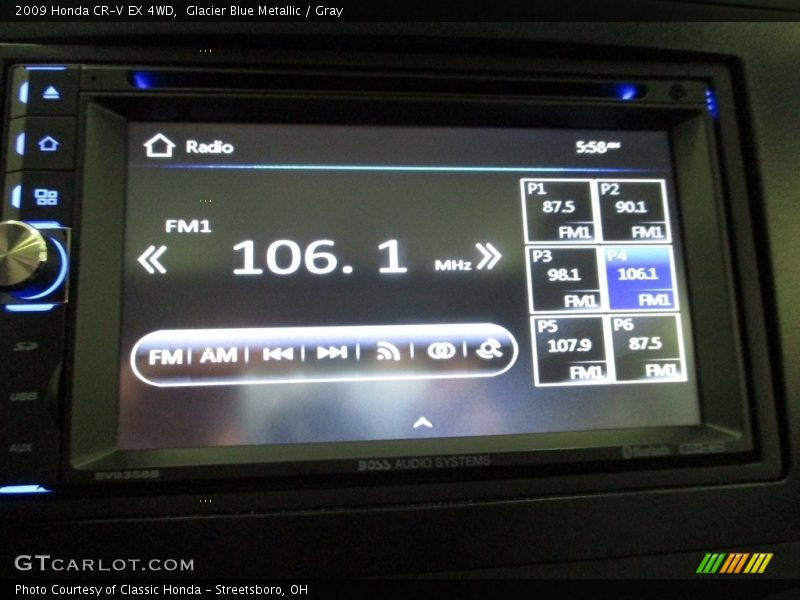 2009 Honda CR-V EX 4WD,  Glacier Blue Metallic / Gray
Radio
5:58AM
FM1
106. 1 MHz
P1 87.5 FM1
P2 90.1 FM1
P3 98.1 FM1
P4 106.1 FM1
P5 107.9 FM1
P6 87.5 FM1
FM AM
USB
AUX
BOSS AUDIO SYSTEMS
Bluetooth
GTCARLOT.COM
Photo Courtesy of Classic Honda - Streetsboro, OH